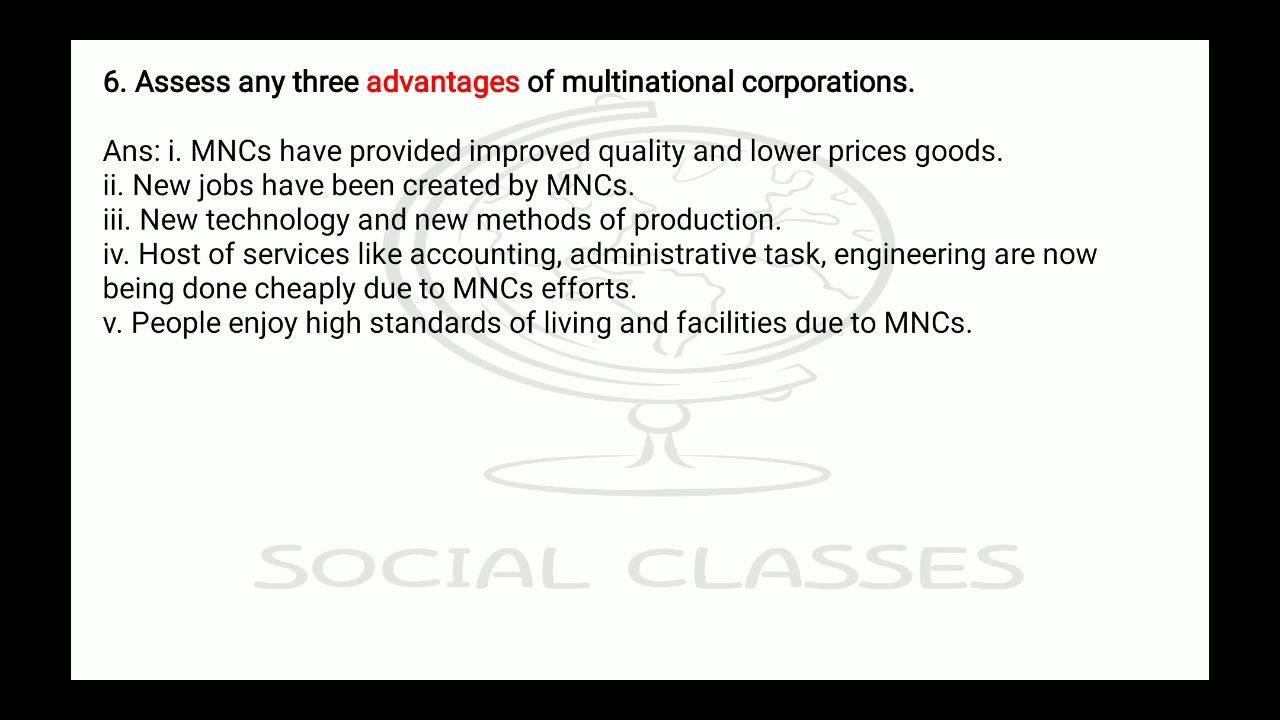 6. Assess any three advantages of multinational corporations.
Ans: i. MNCs have provided improved quality and lower prices goods.
ii. New jobs have been created by MNCs.
iii. New technology and new methods of production.
iv. Host of services like accounting, administrative task, engineering are now
being done cheaply due to MNCs efforts.
v. People enjoy high standards of living and facilities due to MNCs.
SOCIAL CLASSES